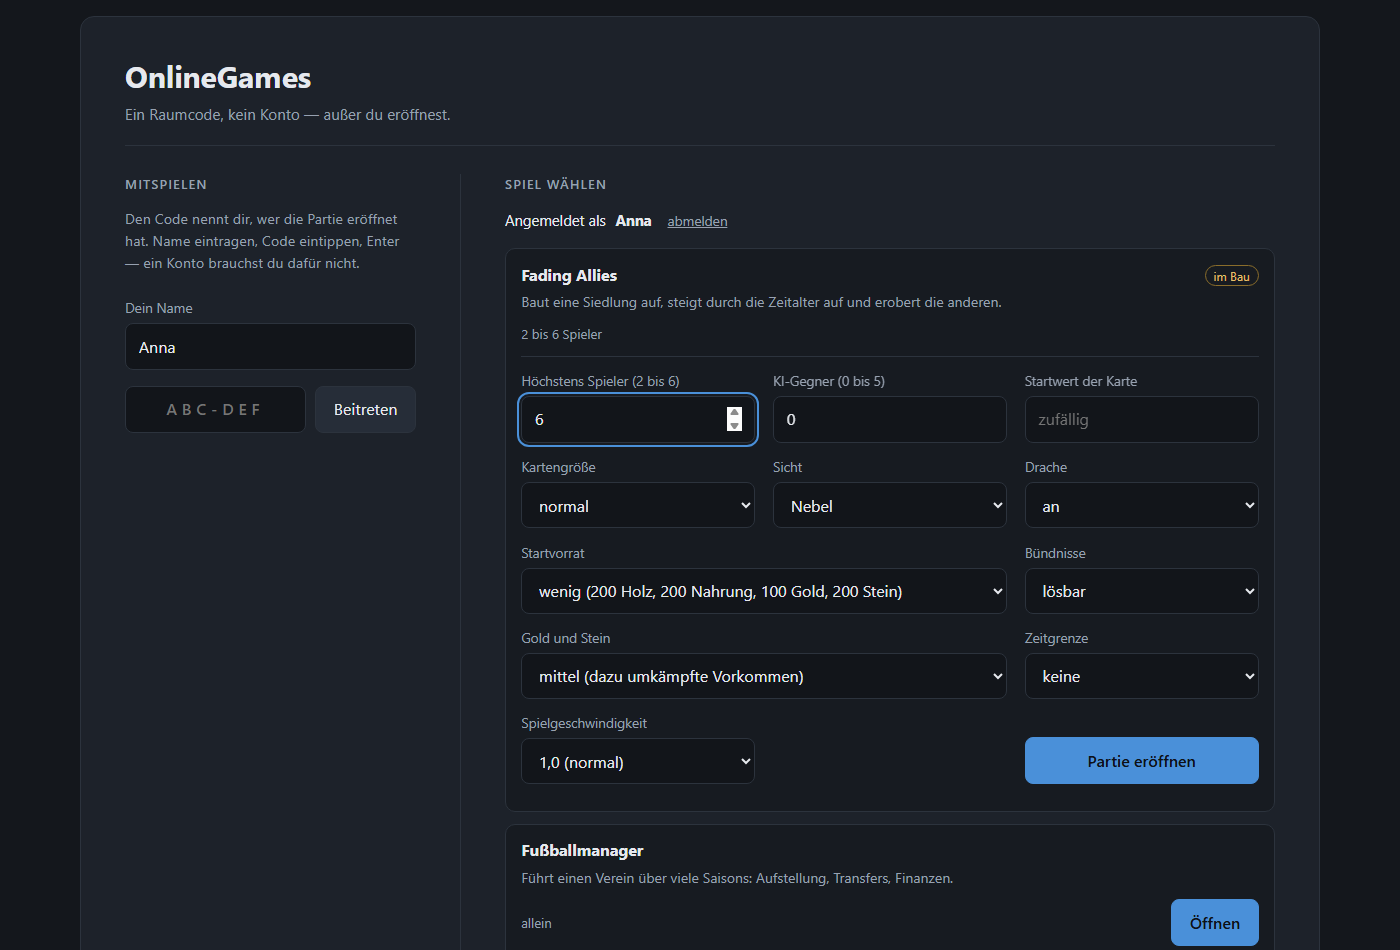 OnlineGames
Ein Raumcode, kein Konto — außer du eröffnest.
MITSPIELEN
Den Code nennt dir, wer die Partie eröffnet
hat. Name eintragen, Code eintippen, Enter
— ein Konto brauchst du dafür nicht.
Dein Name
Anna
ABC-DEF
Beitreten
SPIEL WÄHLEN
Angemeldet als Anna abmelden
Fading Allies
im Bau
Baut eine Siedlung auf, steigt durch die Zeitalter auf und erobert die anderen.
2 bis 6 Spieler
Höchstens Spieler (2 bis 6)
6
KI-Gegner (0 bis 5)
0
Startwert der Karte
zufällig
Kartengröße
normal
Sicht
Nebel
Drache
an
Startvorrat
wenig (200 Holz, 200 Nahrung, 100 Gold, 200 Stein)
Bündnisse
lösbar
Gold und Stein
mittel (dazu umkämpfte Vorkommen)
Zeitgrenze
keine
Spielgeschwindigkeit
1,0 (normal)
Partie eröffnen
Fußballmanager
Führt einen Verein über viele Saisons: Aufstellung, Transfers, Finanzen.
allein
Öffnen